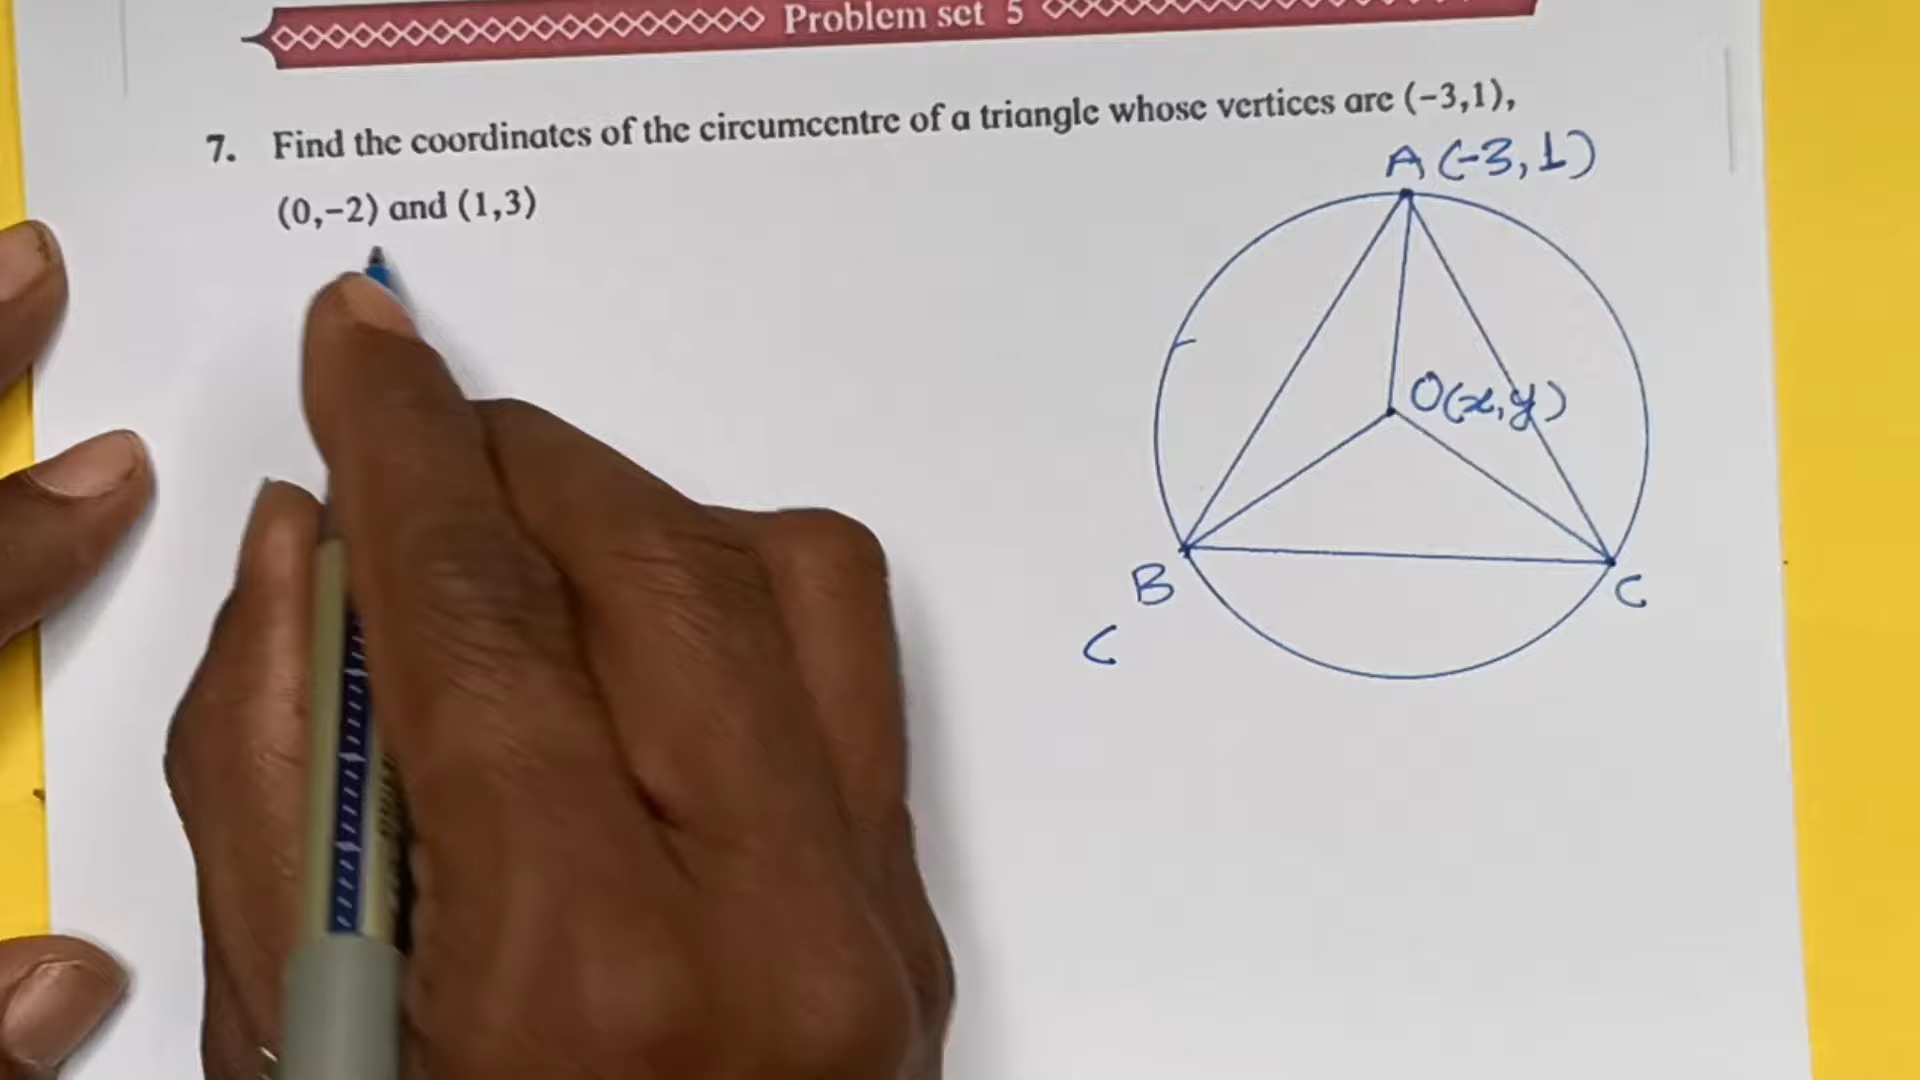 Problem set 5
7. Find the coordinates of the circumcentre of a triangle whose vertices are (-3,1),
(0,-2) and (1,3)
A (-3, 1)
O(x, y)
B
C
(